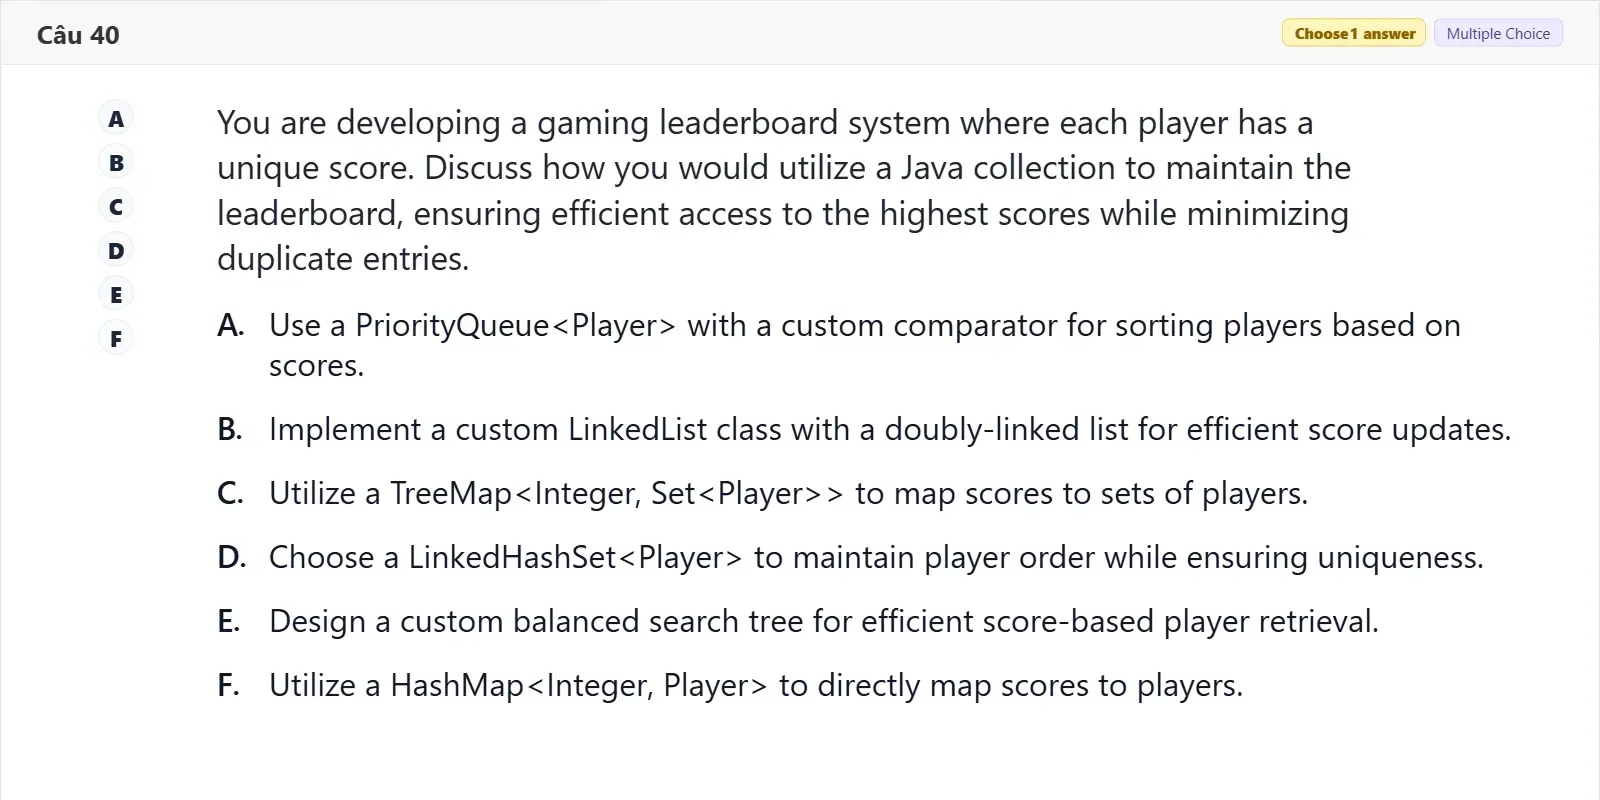 Câu 40
Choose1 answer
Multiple Choice
A
B
C
D
E
F
You are developing a gaming leaderboard system where each player has a
unique score. Discuss how you would utilize a Java collection to maintain the
leaderboard, ensuring efficient access to the highest scores while minimizing
duplicate entries.
A. Use a PriorityQueue<Player> with a custom comparator for sorting players based on
scores.
B. Implement a custom LinkedList class with a doubly-linked list for efficient score updates.
C. Utilize a TreeMap<Integer, Set<Player>> to map scores to sets of players.
D. Choose a LinkedHashSet<Player> to maintain player order while ensuring uniqueness.
E. Design a custom balanced search tree for efficient score-based player retrieval.
F. Utilize a HashMap<Integer, Player> to directly map scores to players.